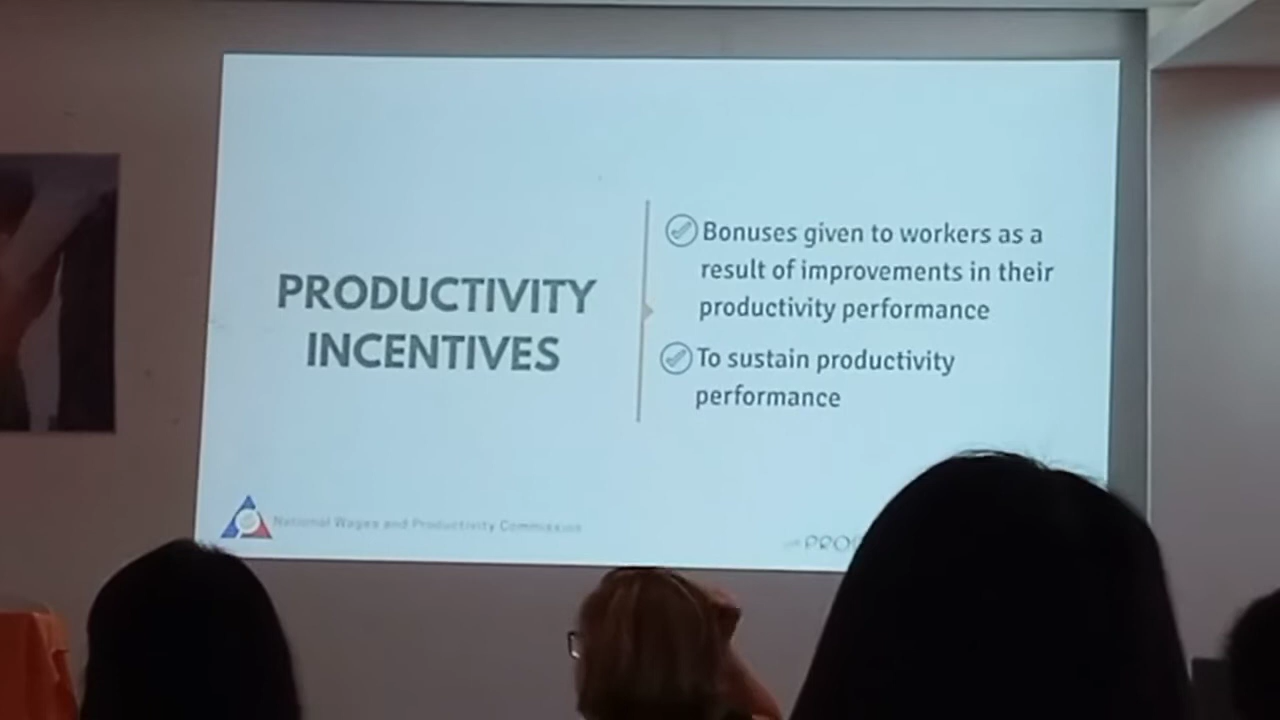 PRODUCTIVITY
INCENTIVES
Bonuses given to workers as a
result of improvements in their
productivity performance
To sustain productivity
performance
National Wages and Productivity Commission